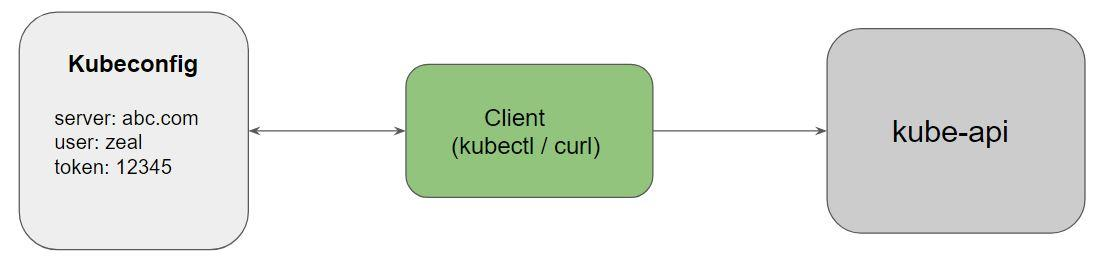 Kubeconfig
server: abc.com
user: zeal
token: 12345
Client
(kubectl / curl)
kube-api